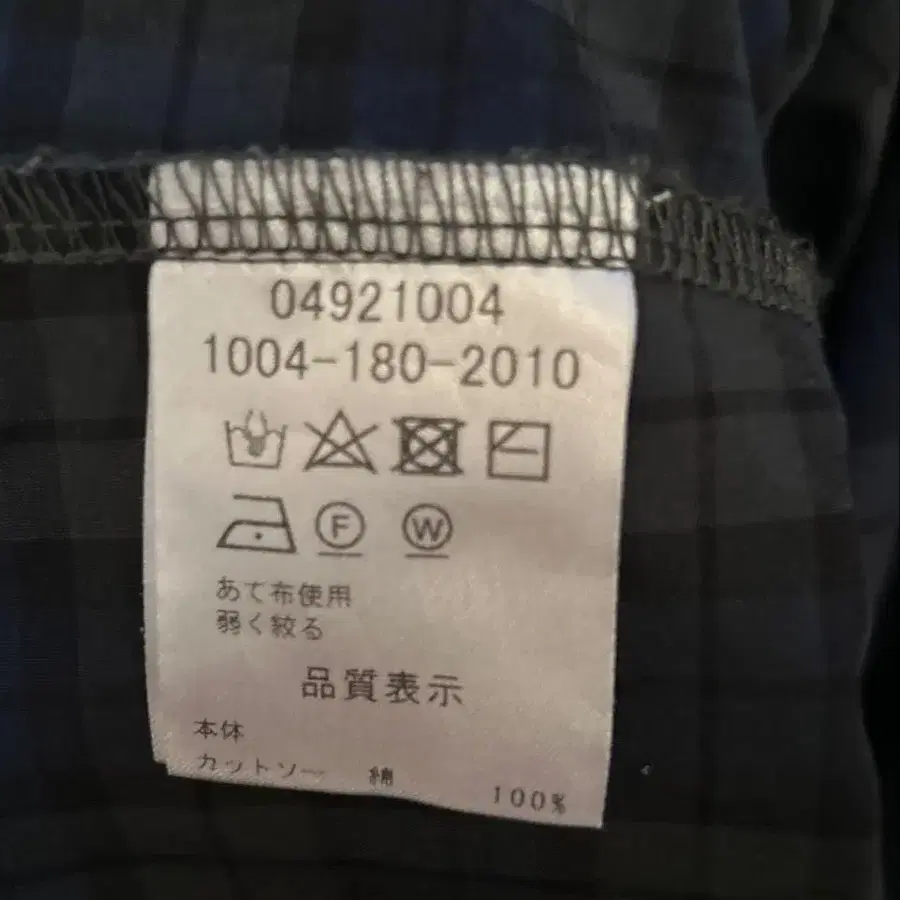 04921004
1004-180-2010
F W
あて布使用
弱く絞る
品質表示
本体
カットソー 綿
100%